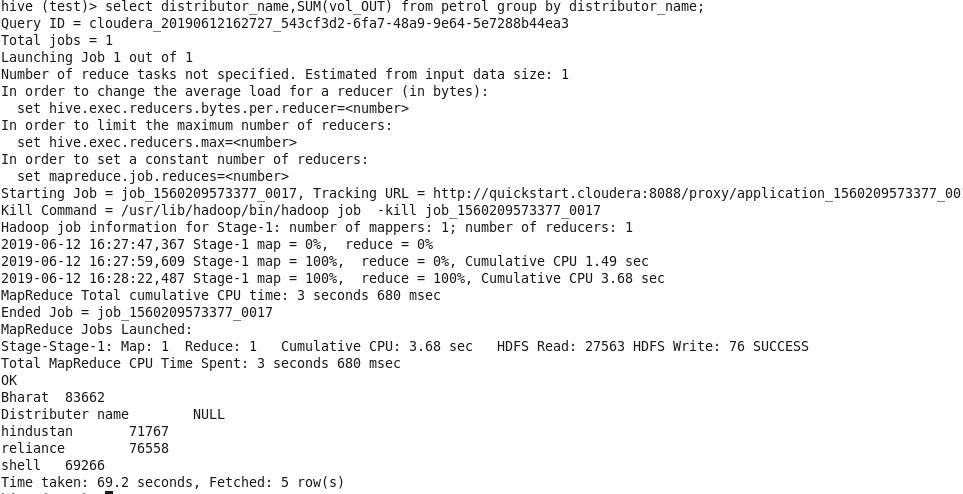 hive (test)> select distributor_name,SUM(vol_OUT) from petrol group by distributor_name;
Query ID = cloudera_20190612162727_543cf3d2-6fa7-48a9-9e64-5e7288b44ea3
Total jobs = 1
Launching Job 1 out of 1
Number of reduce tasks not specified. Estimated from input data size: 1
In order to change the average load for a reducer (in bytes):
  set hive.exec.reducers.bytes.per.reducer=<number>
In order to limit the maximum number of reducers:
  set hive.exec.reducers.max=<number>
In order to set a constant number of reducers:
  set mapreduce.job.reduces=<number>
Starting Job = job_1560209573377_0017, Tracking URL = http://quickstart.cloudera:8088/proxy/application_1560209573377_00
Kill Command = /usr/lib/hadoop/bin/hadoop job  -kill job_1560209573377_0017
Hadoop job information for Stage-1: number of mappers: 1; number of reducers: 1
2019-06-12 16:27:47,367 Stage-1 map = 0%,  reduce = 0%
2019-06-12 16:27:59,609 Stage-1 map = 100%,  reduce = 0%, Cumulative CPU 1.49 sec
2019-06-12 16:28:22,487 Stage-1 map = 100%,  reduce = 100%, Cumulative CPU 3.68 sec
MapReduce Total cumulative CPU time: 3 seconds 680 msec
Ended Job = job_1560209573377_0017
MapReduce Jobs Launched:
Stage-Stage-1: Map: 1  Reduce: 1   Cumulative CPU: 3.68 sec   HDFS Read: 27563 HDFS Write: 76 SUCCESS
Total MapReduce CPU Time Spent: 3 seconds 680 msec
OK
Bharat  83662
Distributer name        NULL
hindustan       71767
reliance        76558
shell   69266
Time taken: 69.2 seconds, Fetched: 5 row(s)